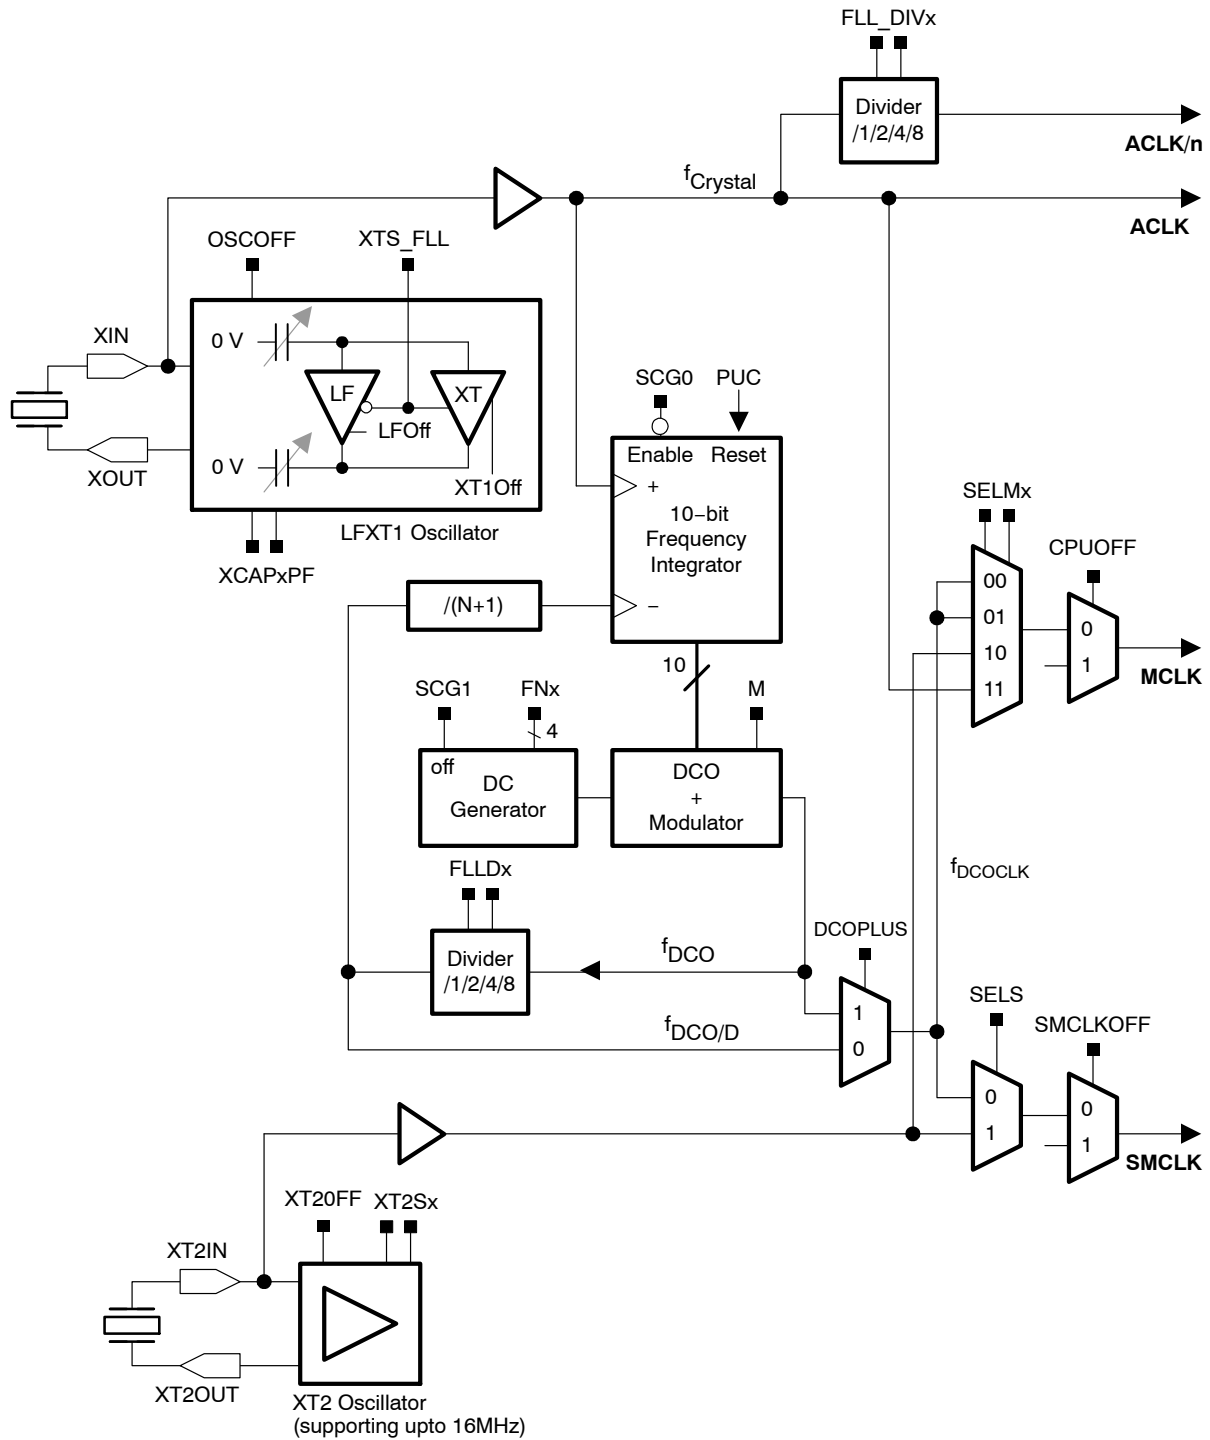 FLL_DIVx
Divider
/1/2/4/8
ACLK/n
fCrystal
ACLK
OSCOFF
XTS_FLL
XIN
0 V
LF
XT
LFOff
0 V
XT1Off
XOUT
LFXT1 Oscillator
XCAPxPF
SCG0
PUC
Enable
Reset
+
10−bit
Frequency
Integrator
−
/(N+1)
SELMx
00
01
10
11
CPUOFF
0
1
MCLK
10
SCG1
FNx
4
M
off
DC
Generator
DCO
+
Modulator
FLLDx
fDCOCLK
Divider
/1/2/4/8
fDCO
DCOPLUS
1
0
fDCO/D
SELS
SMCLKOFF
0
1
0
1
SMCLK
XT20FF
XT2Sx
XT2IN
XT2OUT
XT2 Oscillator
(supporting upto 16MHz)